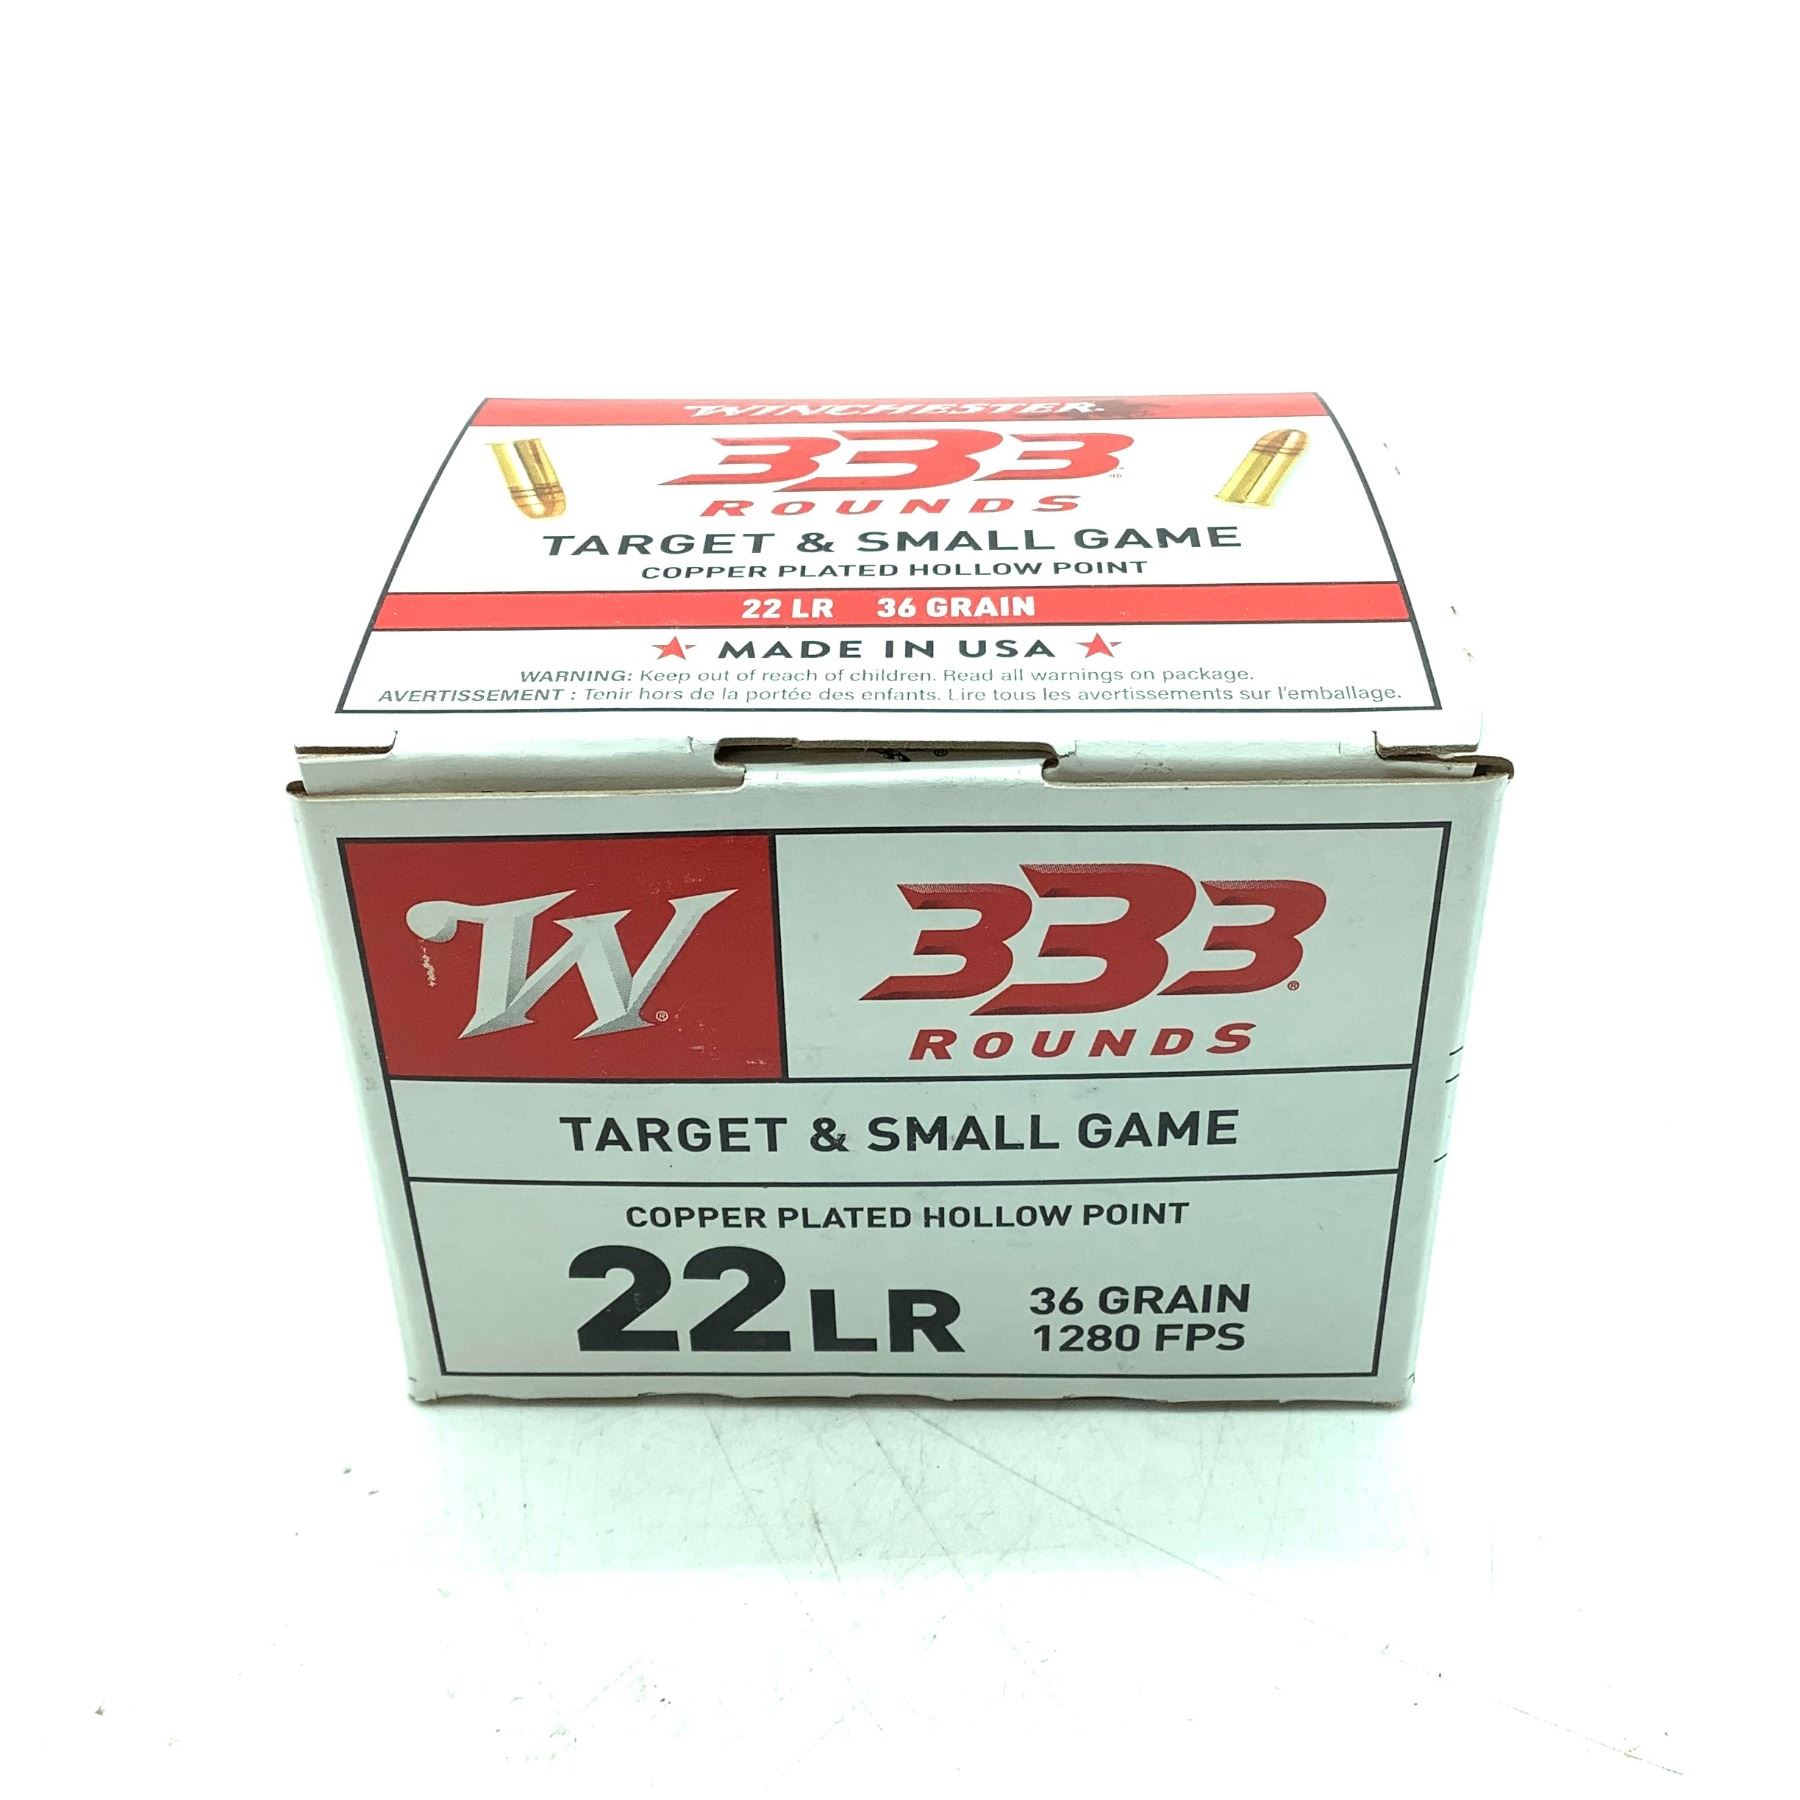 WINCHESTER
333
ROUNDS
TARGET & SMALL GAME
COPPER PLATED HOLLOW POINT
22 LR 36 GRAIN
MADE IN USA
WARNING: Keep out of reach of children. Read all warnings on package.
AVERTISSEMENT : Tenir hors de la portée des enfants. Lire tous les avertissements sur l'emballage.
W®
333®
ROUNDS
TARGET & SMALL GAME
COPPER PLATED HOLLOW POINT
22 LR
36 GRAIN
1280 FPS